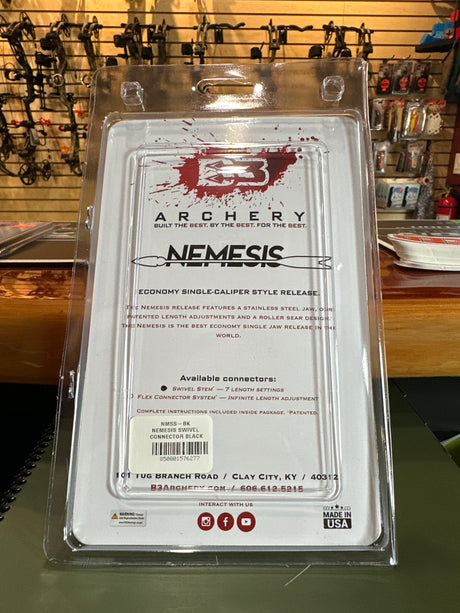 B3
ARCHERY
BUILT THE BEST. BY THE BEST. FOR THE BEST.
NEMESIS
ECONOMY SINGLE-CALIPER STYLE RELEASE.
THE NEMESIS RELEASE FEATURES A STAINLESS STEEL JAW, OUR
PATENTED LENGTH ADJUSTMENTS AND A ROLLER SEAR DESIGN.
THE NEMESIS IS THE BEST ECONOMY SINGLE JAW RELEASE IN THE
WORLD.
Available connectors:
SWIVEL STEM* — 7 LENGTH SETTINGS
FLEX CONNECTOR SYSTEM* — INFINITE LENGTH ADJUSTMENT
COMPLETE INSTRUCTIONS INCLUDED INSIDE PACKAGE. *PATENTED.
NMSS-BK
NEMESIS SWIVEL
CONNECTOR BLACK
850001576277
101 TUG BRANCH ROAD / CLAY CITY, KY / 40312
B3ARCHERY.COM / 606.612.5215
INTERACT WITH US
WARNING
MADE IN
USA